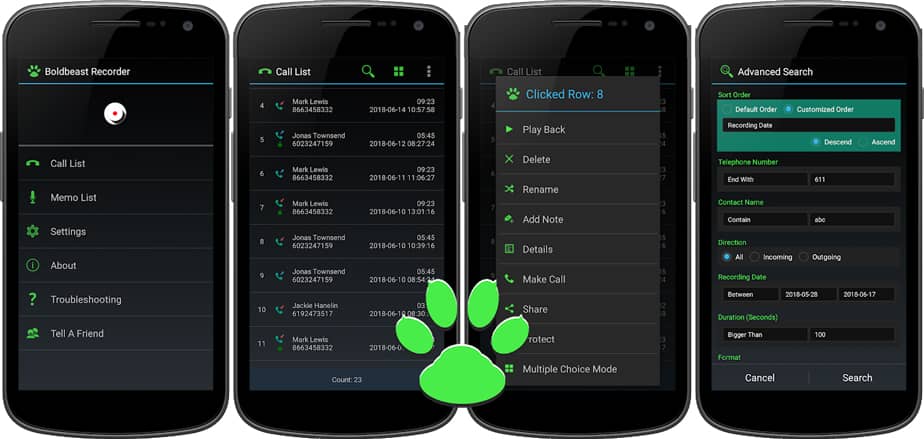 Boldbeast Recorder
Call List
Memo List
Settings
About
Troubleshooting
Tell A Friend
Call List
4 Mark Lewis 09:23
8663458332 2018-06-14 10:57:58
5 Jonas Townsend 05:45
6023247159 2018-06-12 08:27:24
6 Mark Lewis 09:23
8663458332 2018-06-11 11:06:27
7 Mark Lewis 09:23
8663458332 2018-06-10 13:01:16
8 Jonas Townsend 05:45
6023247159 2018-06-10 10:39:16
9 Jonas Townsend 05:45
6023247159 2018-06-10 08:54:2
10 Jackie Hanelin 03
6192473517 2018-06-10 08:
11 Mark Lewis
8663458332 2018-06-0
Count: 23
Call List
Clicked Row: 8
Play Back
Delete
Rename
Add Note
Details
Make Call
Share
Protect
Multiple Choice Mode
Advanced Search
Sort Order
Default Order Customized Order
Recording Date
Descend Ascend
Telephone Number
End With 611
Contact Name
Contain abc
Direction
All Incoming Outgoing
Recording Date
Between 2018-05-28 2018-06-17
Duration (Seconds)
Bigger Than 100
Format
Cancel Search